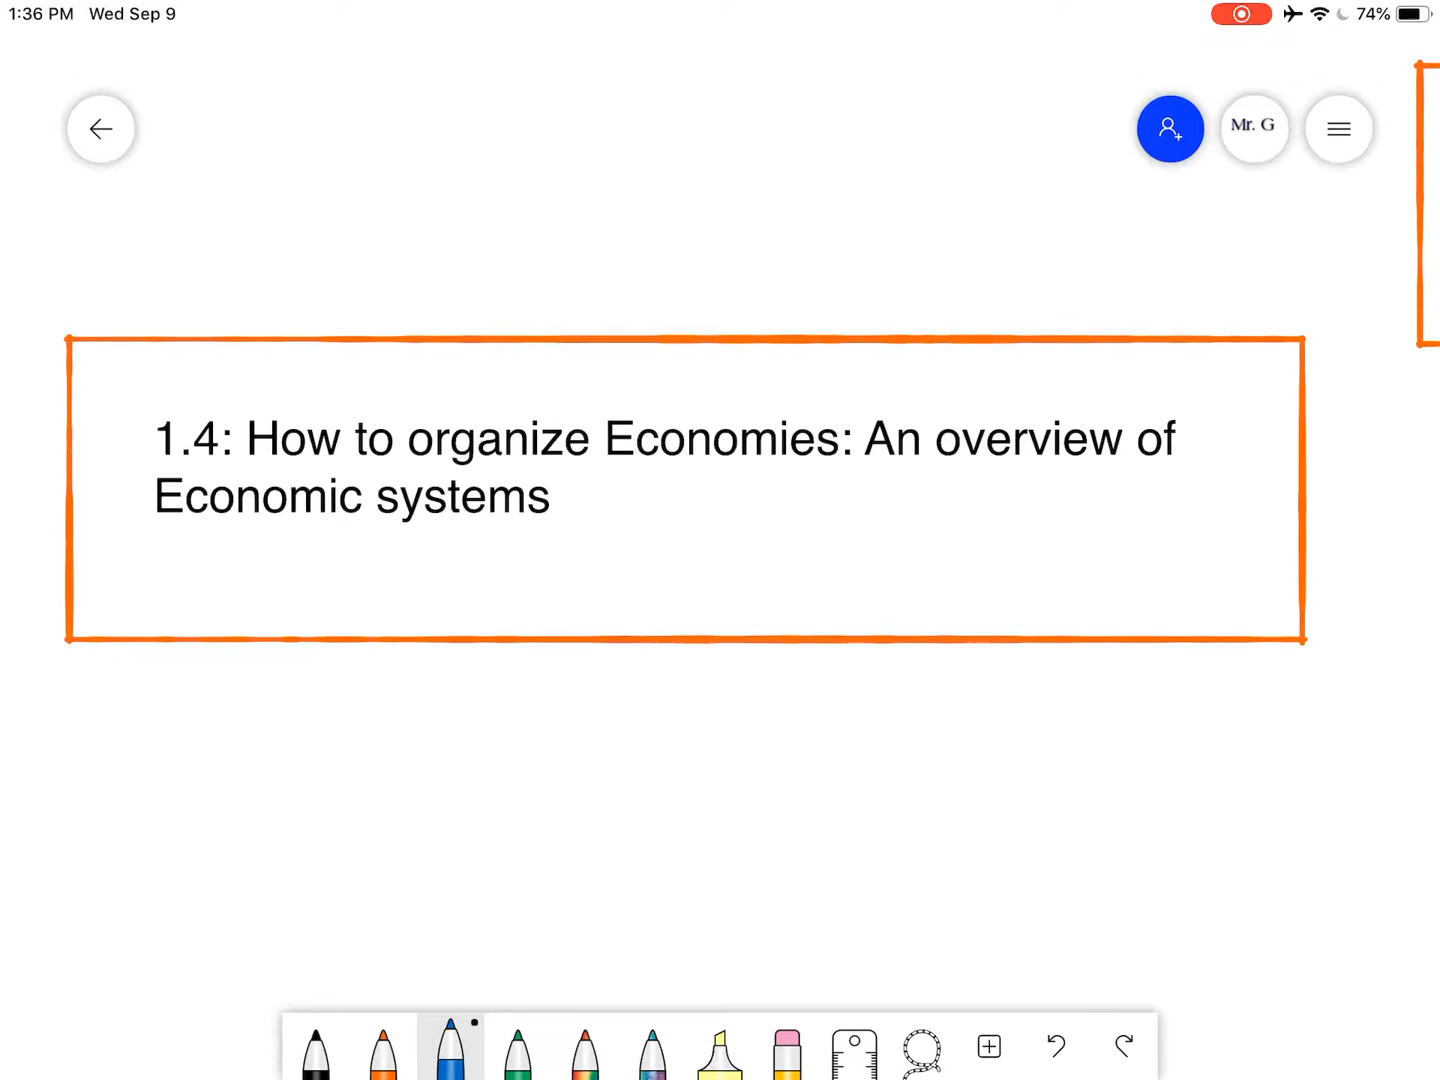 1:36 PM Wed Sep 9
74%
Mr. G
1.4: How to organize Economies: An overview of
Economic systems